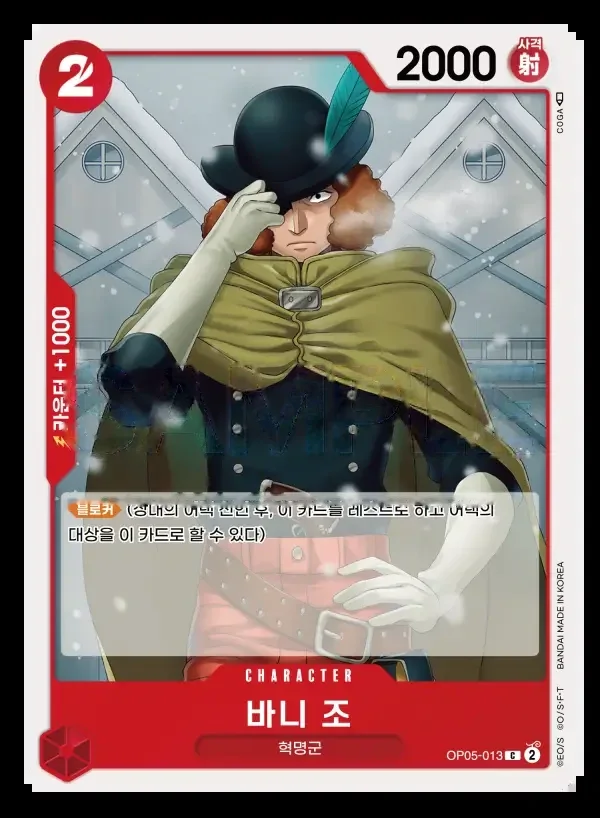 2
2000
사격
射
COGA
카운터 +1000
블로커 (상대의 어택 선언 후, 이 카드를 레스트로 하고 어택의
대상을 이 카드로 할 수 있다)
CHARACTER
바니 조
혁명군
OP05-013 C 2
BANDAI MADE IN KOREA
©EO/S ©O/S·F·T
SAMPLE